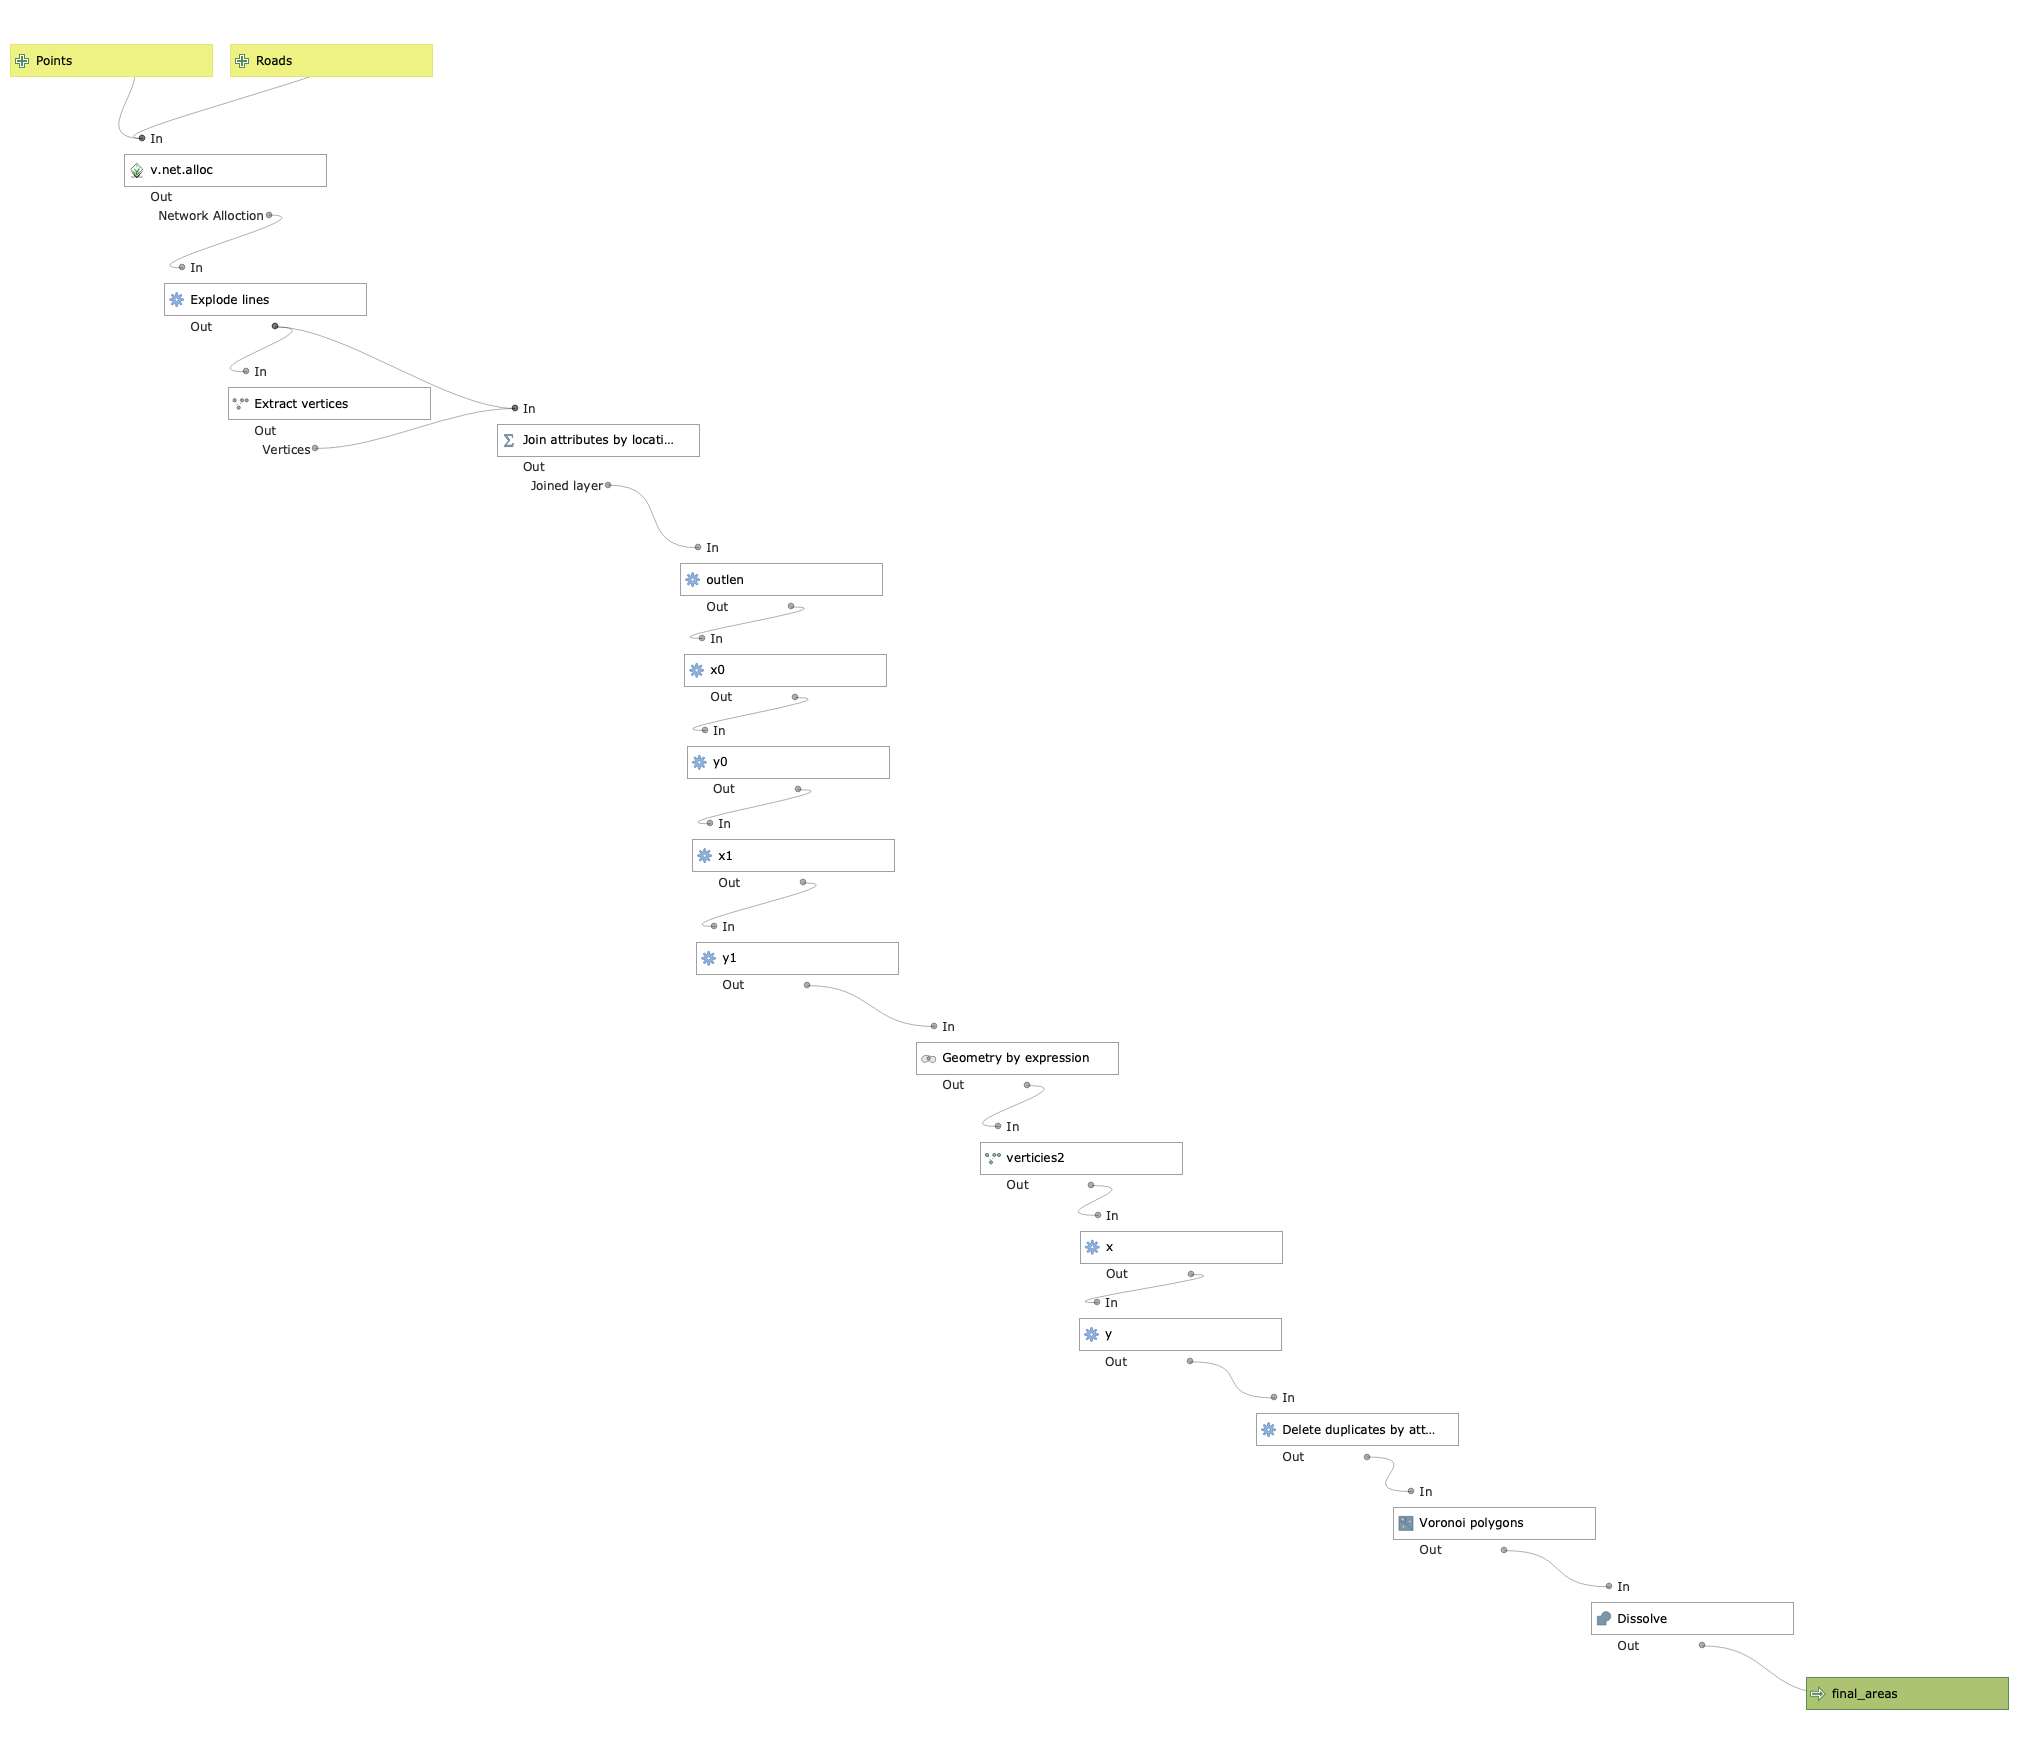 Points
Roads
In
v.net.alloc
Out
Network Alloction
In
Explode lines
Out
In
Extract vertices
Out
Vertices
In
Join attributes by locati...
Out
Joined layer
In
outlen
Out
In
x0
Out
In
y0
Out
In
x1
Out
In
y1
Out
In
Geometry by expression
Out
In
verticies2
Out
In
x
Out
In
y
Out
In
Delete duplicates by att...
Out
In
Voronoi polygons
Out
In
Dissolve
Out
final_areas